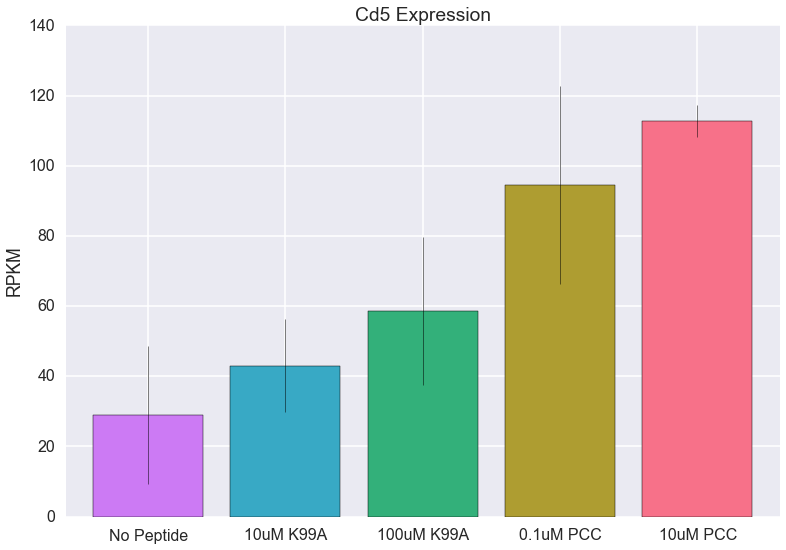 Cd5 Expression
140
120
100
80
60
40
20
0
RPKM
No Peptide
10uM K99A
100uM K99A
0.1uM PCC
10uM PCC